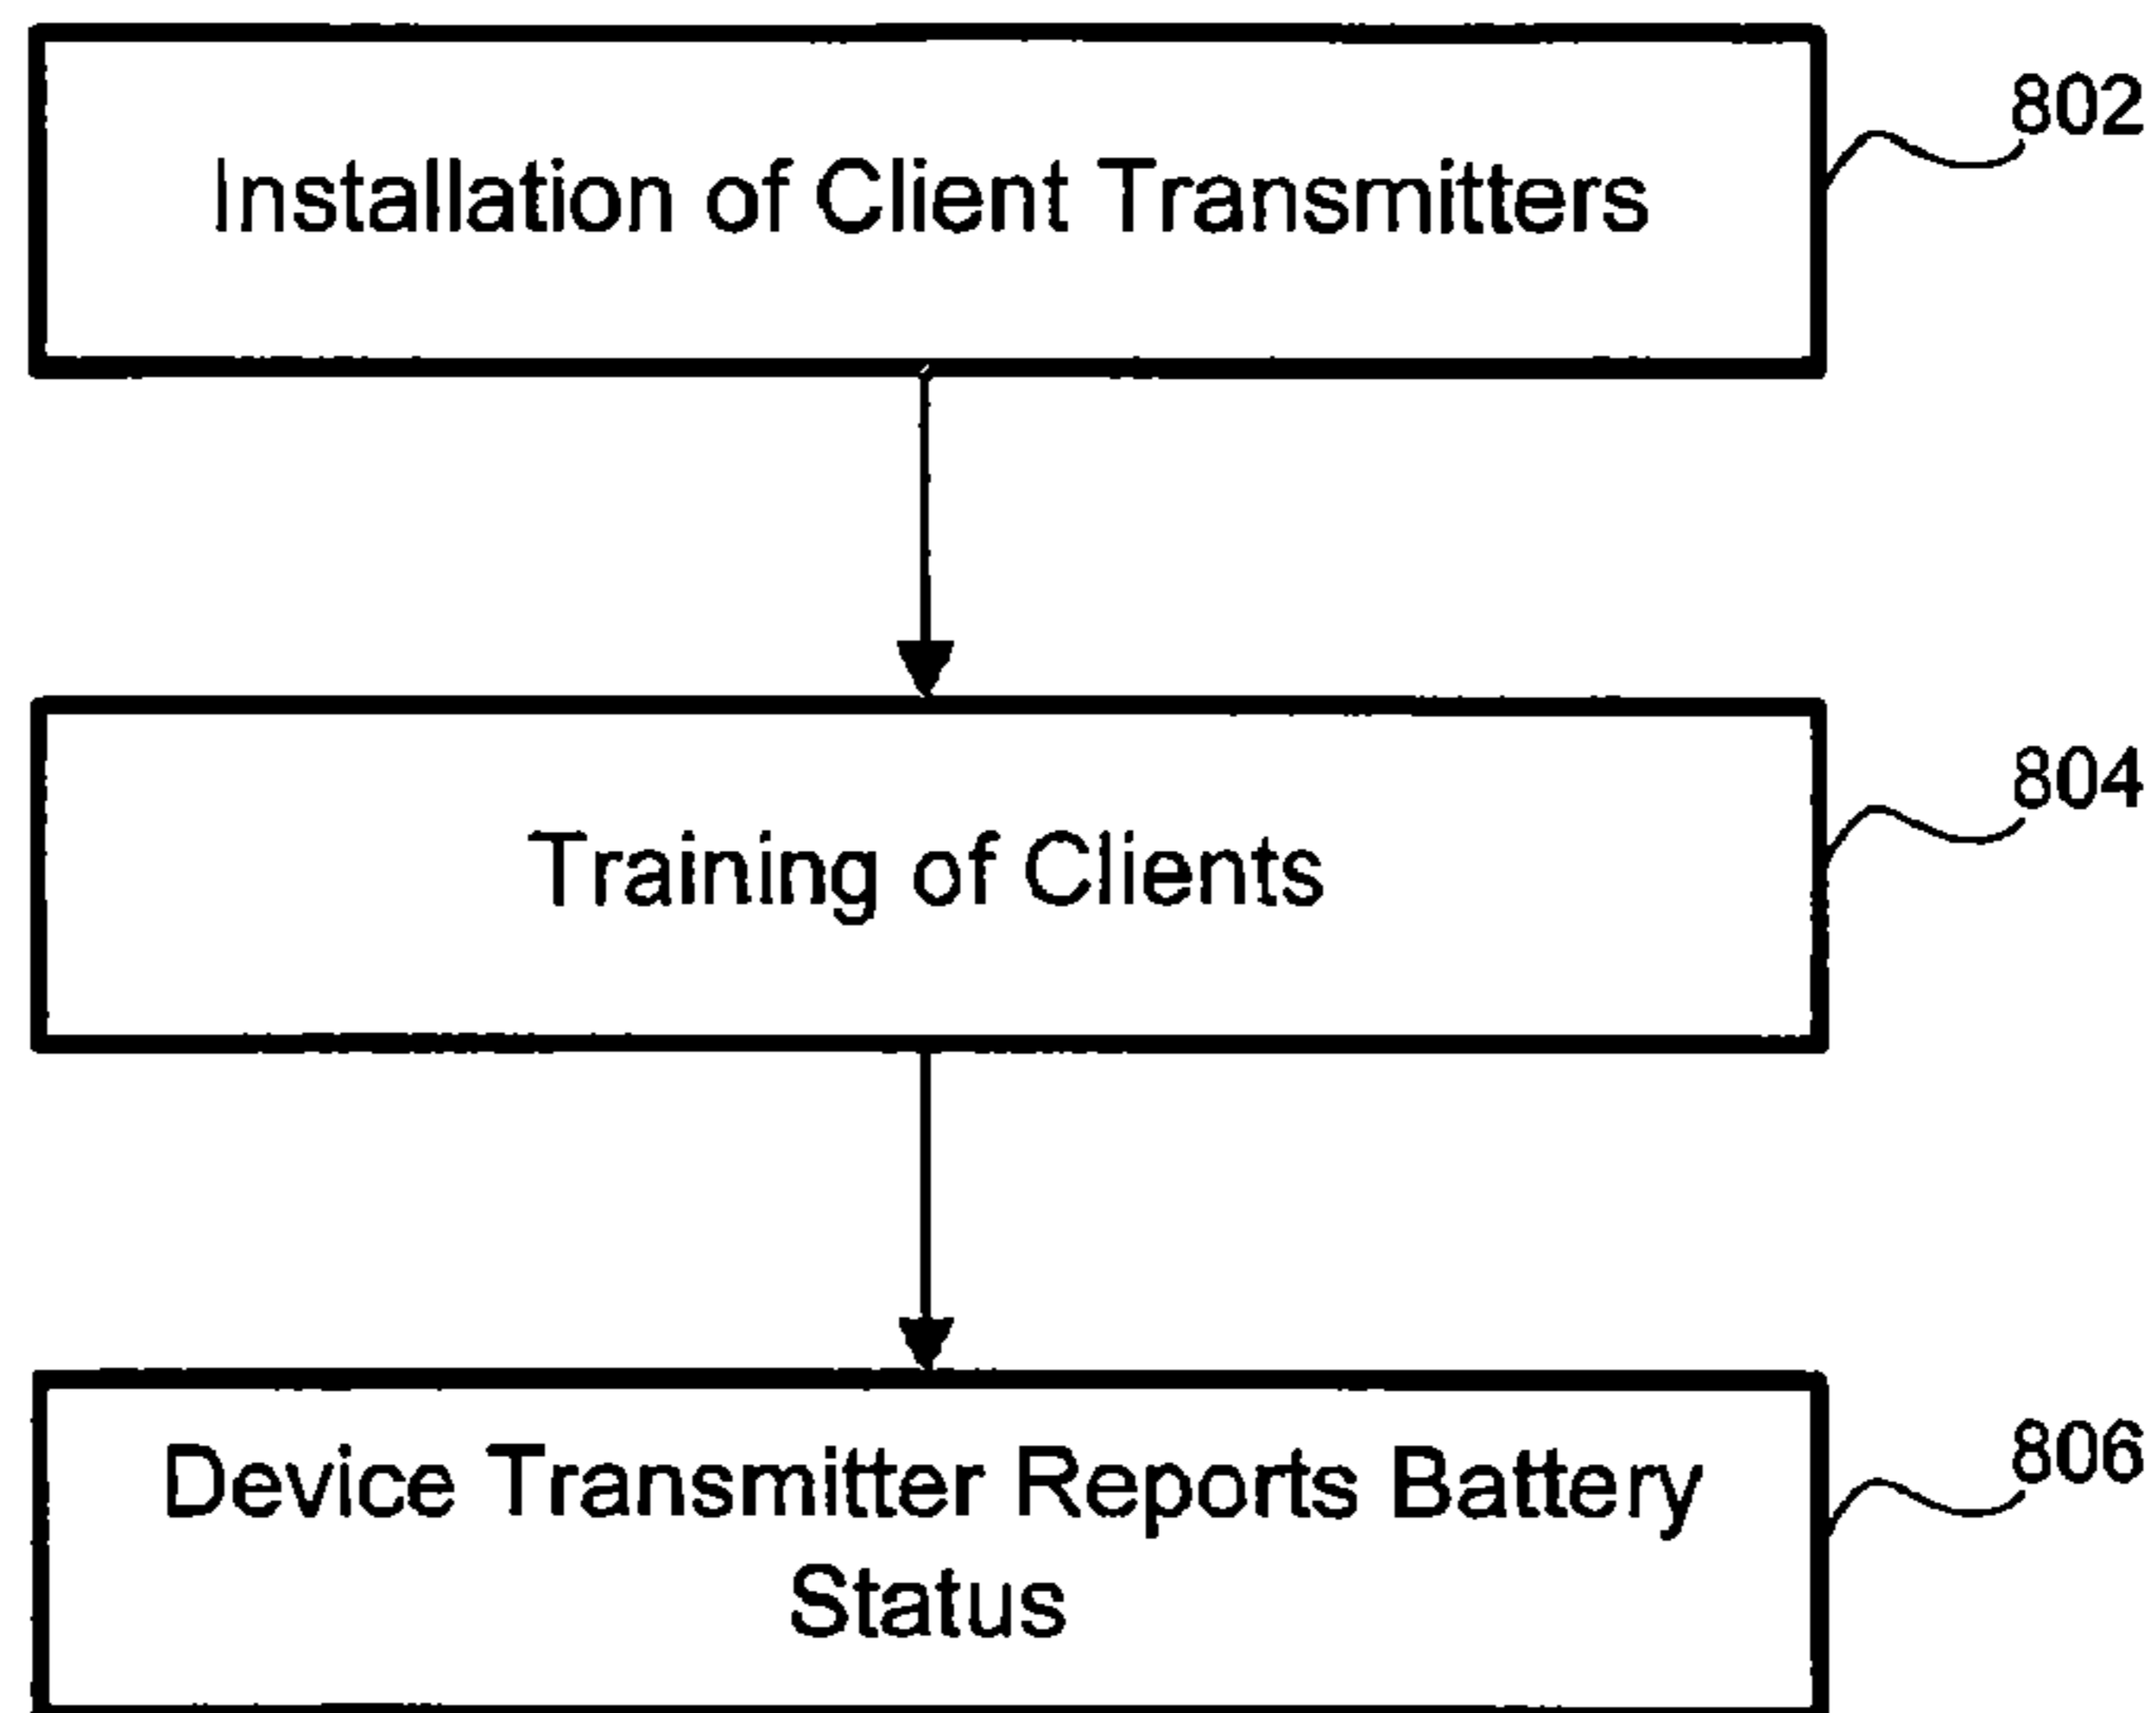 Installation of Client Transmitters
802
Training of Clients
804
Device Transmitter Reports Battery
Status
806